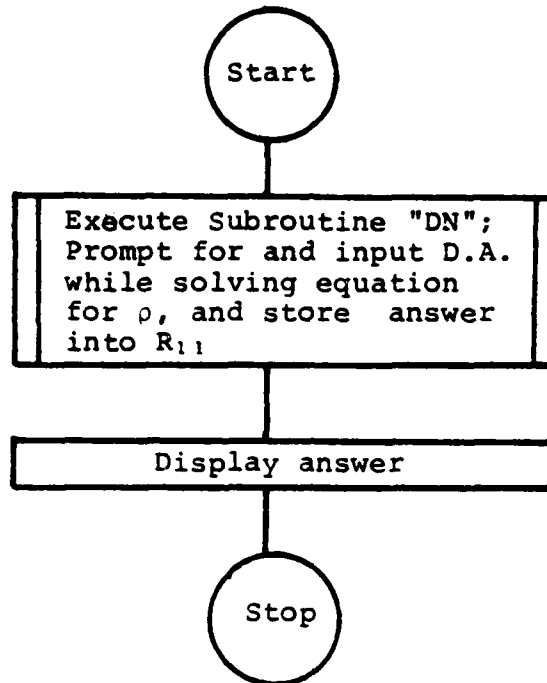 Start
Execute Subroutine "DN";
Prompt for and input D.A.
while solving equation
for ρ, and store answer
into R₁₁
Display answer
Stop